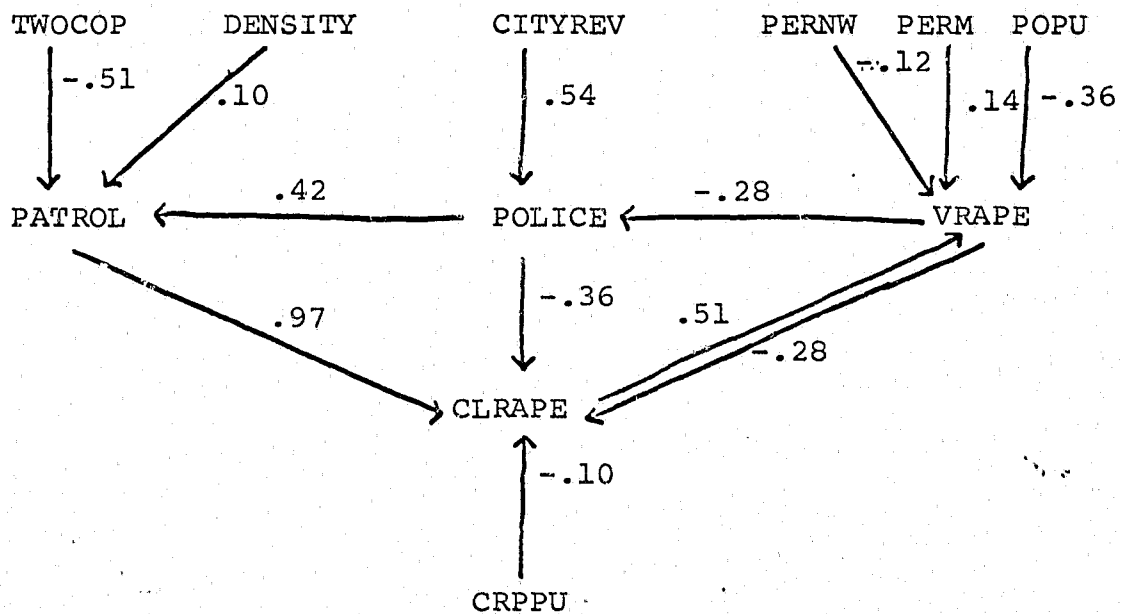 TWOCOP DENSITY CITYREV PERNW PERM POPU
-.51 .10 .54 -.12 .14 -.36
.42 -.28
PATROL POLICE VRAPE
.97 -.36 .51 -.28
CLRAPE
-.10
CRPPU